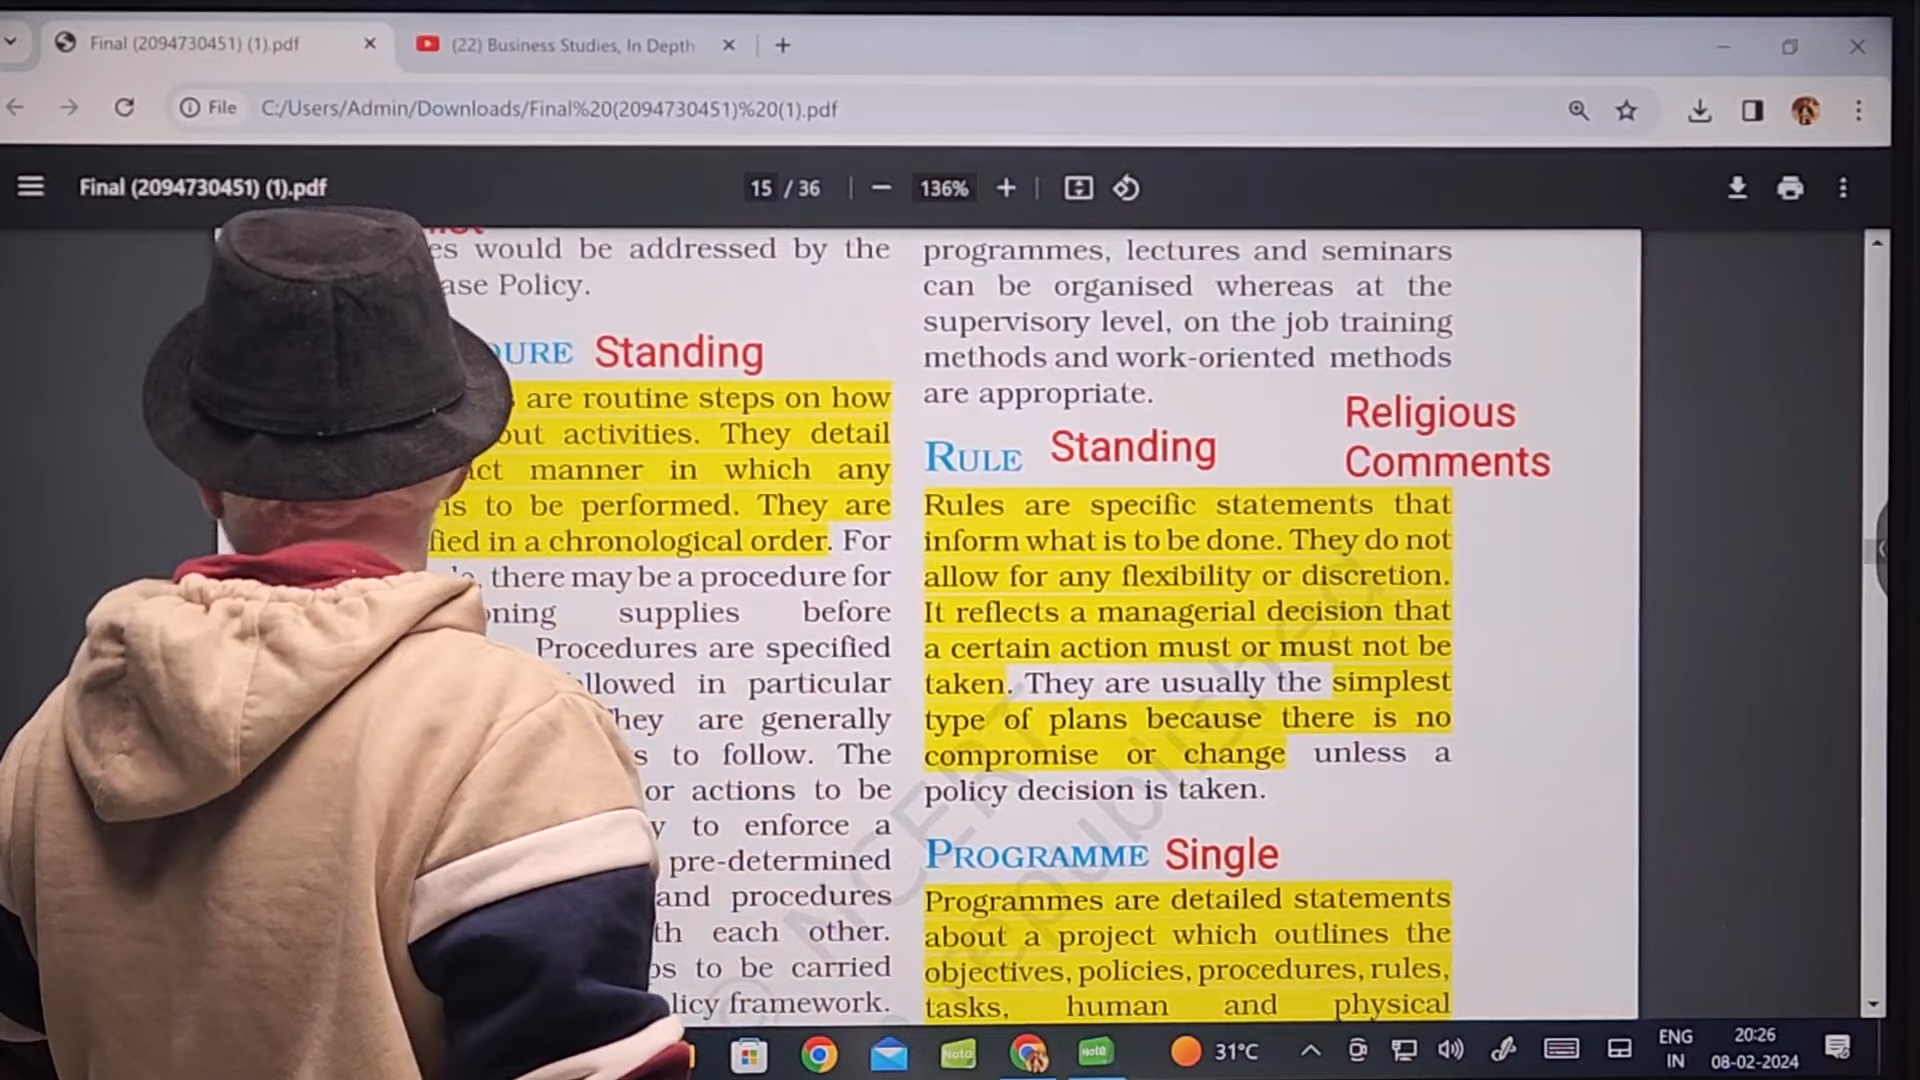 Final (2094730451) (1).pdf
(22) Business Studies, In Depth
File
C:/Users/Admin/Downloads/Final%20(2094730451)%20(1).pdf
Final (2094730451) (1).pdf
15 / 36
136%
es would be addressed by the
ase Policy.
DURE Standing
are routine steps on how
out activities. They detail
ct manner in which any
is to be performed. They are
fied in a chronological order. For
, there may be a procedure for
oning supplies before
Procedures are specified
llowed in particular
They are generally
s to follow. The
or actions to be
y to enforce a
pre-determined
and procedures
th each other.
ps to be carried
licy framework.
programmes, lectures and seminars
can be organised whereas at the
supervisory level, on the job training
methods and work-oriented methods
are appropriate.
Religious
Comments
RULE Standing
Rules are specific statements that
inform what is to be done. They do not
allow for any flexibility or discretion.
It reflects a managerial decision that
a certain action must or must not be
taken. They are usually the simplest
type of plans because there is no
compromise or change unless a
policy decision is taken.
PROGRAMME Single
Programmes are detailed statements
about a project which outlines the
objectives, policies, procedures, rules,
tasks, human and physical
© NCERT
republished
Note
Note
31°C
ENG
IN
20:26
08-02-2024